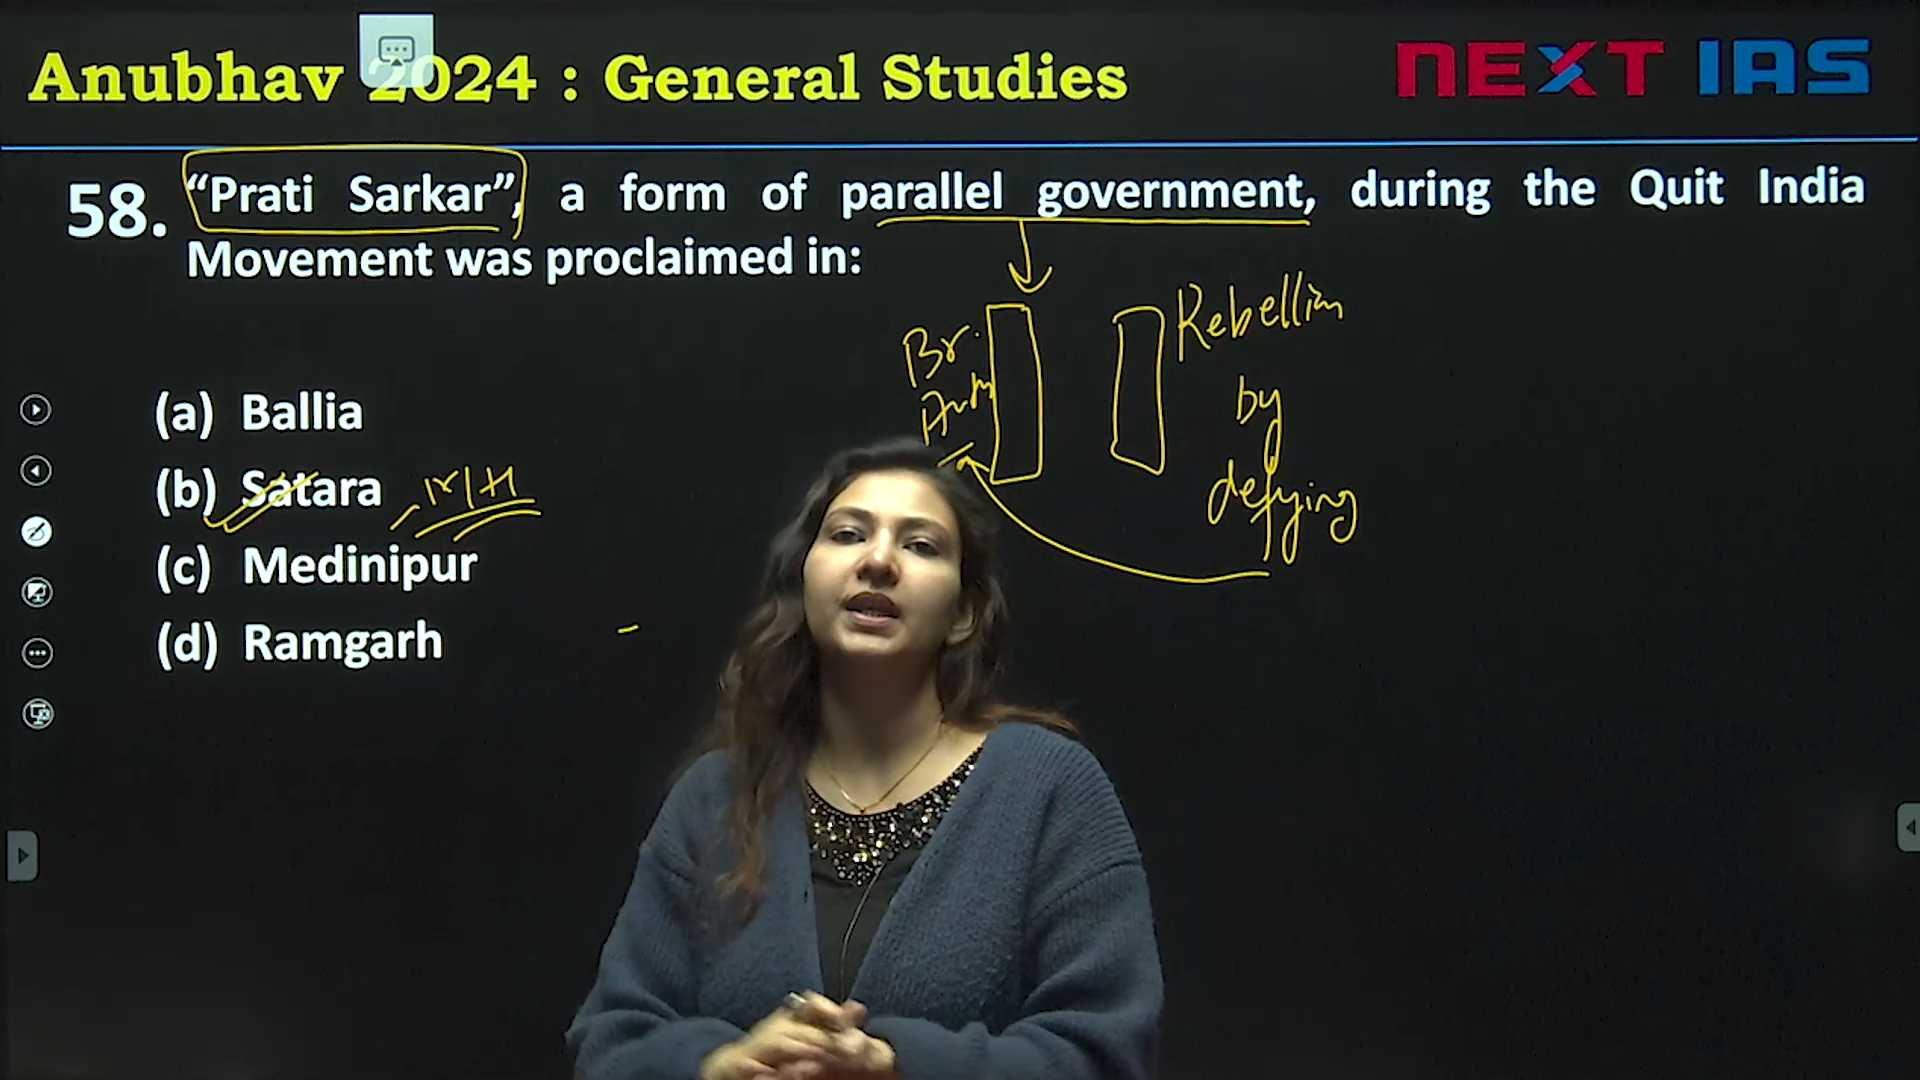 Anubhav 2024 : General Studies
NEXT IAS
58. “Prati Sarkar”, a form of parallel government, during the Quit India
Movement was proclaimed in:
Br.
Rebellion
by
defying
(a) Ballia
(b) Satara
(c) Medinipur
(d) Ramgarh